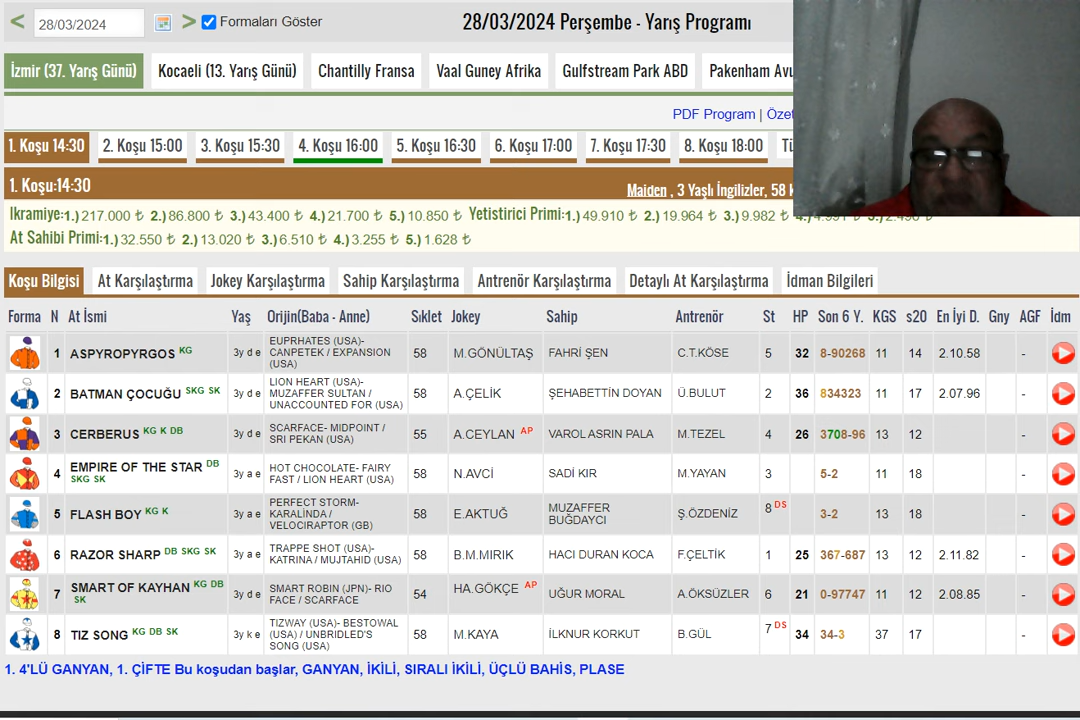 28/03/2024 Formaları Göster 28/03/2024 Perşembe - Yarış Programı
İzmir (37. Yarış Günü) Kocaeli (13. Yarış Günü) Chantilly Fransa Vaal Guney Afrika Gulfstream Park ABD Pakenham Avu
PDF Program | Özet
1. Koşu 14:30 2. Koşu 15:00 3. Koşu 15:30 4. Koşu 16:00 5. Koşu 16:30 6. Koşu 17:00 7. Koşu 17:30 8. Koşu 18:00 Tü
1. Koşu:14:30 Maiden , 3 Yaşlı İngilizler, 58 k
Ikramiye:1.) 217.000 ₺ 2.) 86.800 ₺ 3.) 43.400 ₺ 4.) 21.700 ₺ 5.) 10.850 ₺ Yetistirici Primi:1.) 49.910 ₺ 2.) 19.964 ₺ 3.) 9.982 ₺
At Sahibi Primi:1.) 32.550 ₺ 2.) 13.020 ₺ 3.) 6.510 ₺ 4.) 3.255 ₺ 5.) 1.628 ₺
Koşu Bilgisi At Karşılaştırma Jokey Karşılaştırma Sahip Karşılaştırma Antrenör Karşılaştırma Detaylı At Karşılaştırma İdman Bilgileri
Forma N At İsmi Yaş Orijin(Baba - Anne) Sıklet Jokey Sahip Antrenör St HP Son 6 Y. KGS s20 En İyi D. Gny AGF İdm
1 ASPYROPYRGOS KG 3y d e EUPRHATES (USA)- CANPETEK / EXPANSION (USA) 58 M.GÖNÜLTAŞ FAHRİ ŞEN C.T.KÖSE 5 32 8-90268 11 14 2.10.58 -
2 BATMAN ÇOCUĞU SKG SK 3y d e LION HEART (USA)- MUZAFFER SULTAN / UNACCOUNTED FOR (USA) 58 A.ÇELİK ŞEHABETTİN DOYAN Ü.BULUT 2 36 834323 11 17 2.07.96 -
3 CERBERUS KG K DB 3y d e SCARFACE- MIDPOINT / SRI PEKAN (USA) 55 A.CEYLAN AP VAROL ASRIN PALA M.TEZEL 4 26 3708-96 13 12 -
4 EMPIRE OF THE STAR DB SKG SK 3y d e HOT CHOCOLATE- FAIRY FAST / LION HEART (USA) 58 N.AVCİ SADİ KIR M.YAYAN 3 5-2 11 18 -
5 FLASH BOY KG K 3y a e PERFECT STORM- KARALİNDA / VELOCIRAPTOR (GB) 58 E.AKTUĞ MUZAFFER BUĞDAYCI Ş.ÖZDENİZ 8 DS 3-2 13 18 -
6 RAZOR SHARP DB SKG SK 3y a e TRAPPE SHOT (USA)- KATRINA / MUJTAHID (USA) 58 B.M.MIRIK HACI DURAN KOCA F.ÇELTİK 1 25 367-687 13 12 2.11.82 -
7 SMART OF KAYHAN KG DB SK 3y d e SMART ROBIN (JPN)- RIO FACE / SCARFACE 54 HA.GÖKÇE AP UĞUR MORAL A.ÖKSÜZLER 6 21 0-97747 11 12 2.08.85 -
8 TIZ SONG KG DB SK 3y k e TIZWAY (USA)- BESTOWAL (USA) / UNBRIDLED'S SONG (USA) 58 M.KAYA İLKNUR KORKUT B.GÜL 7 DS 34 34-3 37 17 -
1. 4'LÜ GANYAN, 1. ÇİFTE Bu koşudan başlar, GANYAN, İKİLİ, SIRALI İKİLİ, ÜÇLÜ BAHİS, PLASE